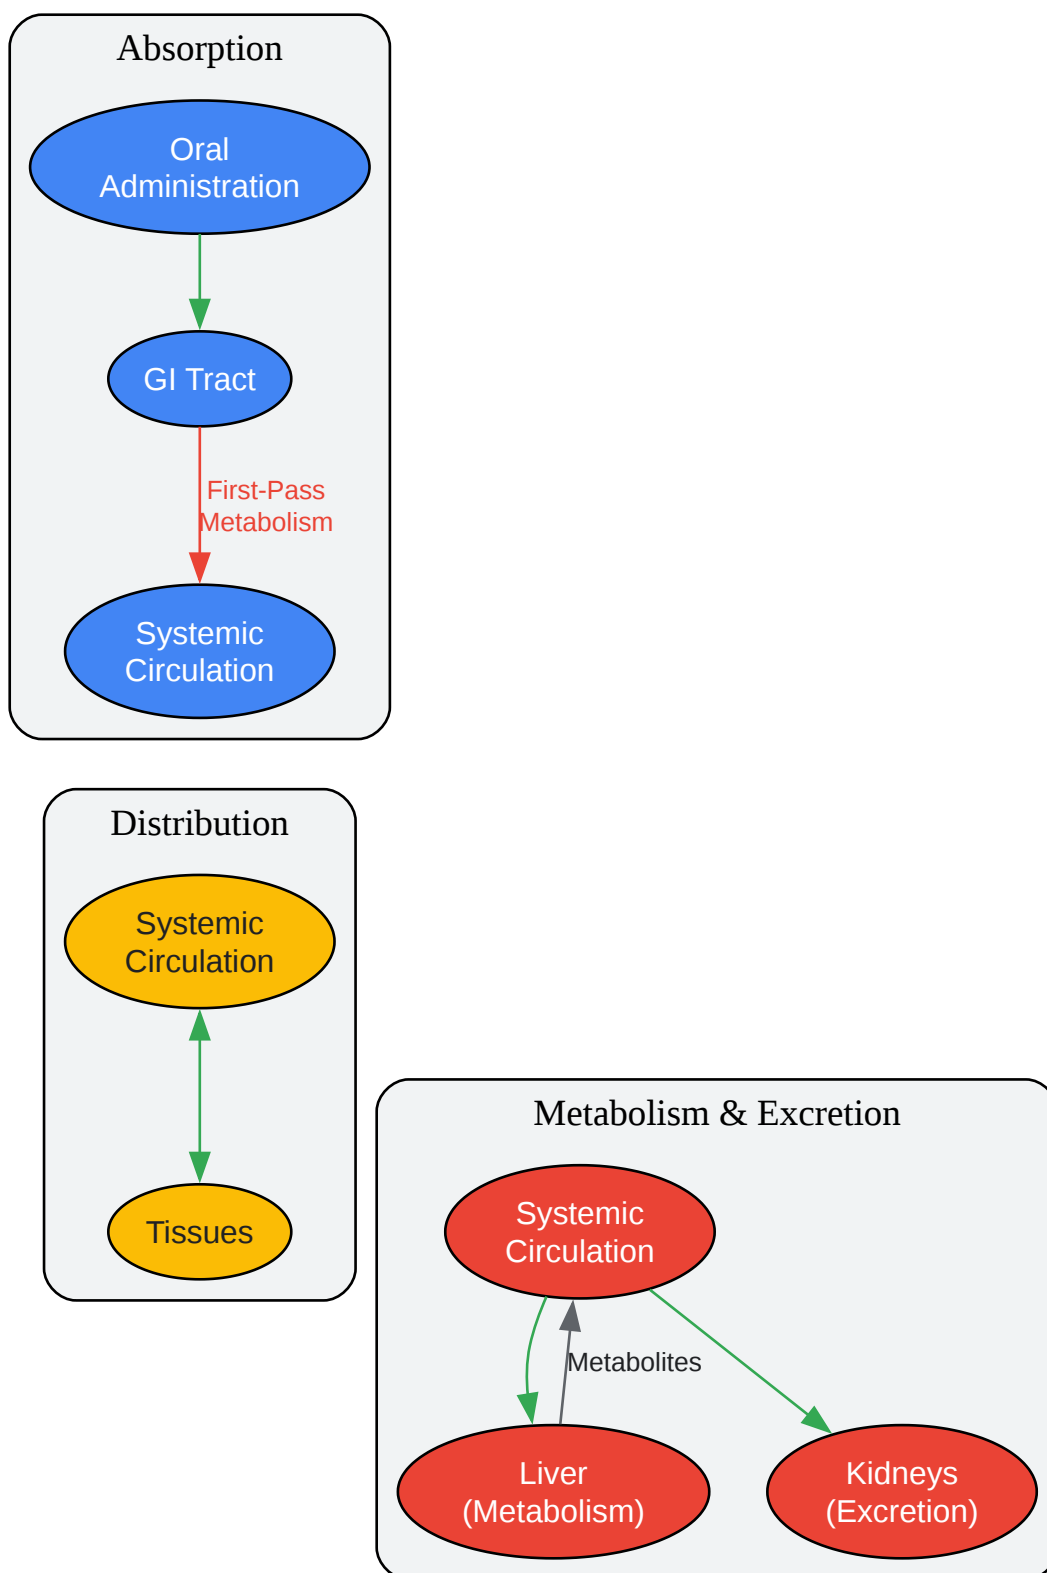 Absorption
Oral
Administration
GI Tract
First-Pass
Metabolism
Systemic
Circulation
Distribution
Systemic
Circulation
Tissues
Metabolism & Excretion
Systemic
Circulation
Metabolites
Liver
(Metabolism)
Kidneys
(Excretion)